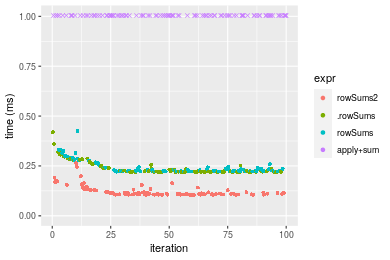 1.00
0.75
0.50
0.25
0.00
time (ms)
0
25
50
75
100
iteration
expr
rowSums2
.rowSums
rowSums
apply+sum